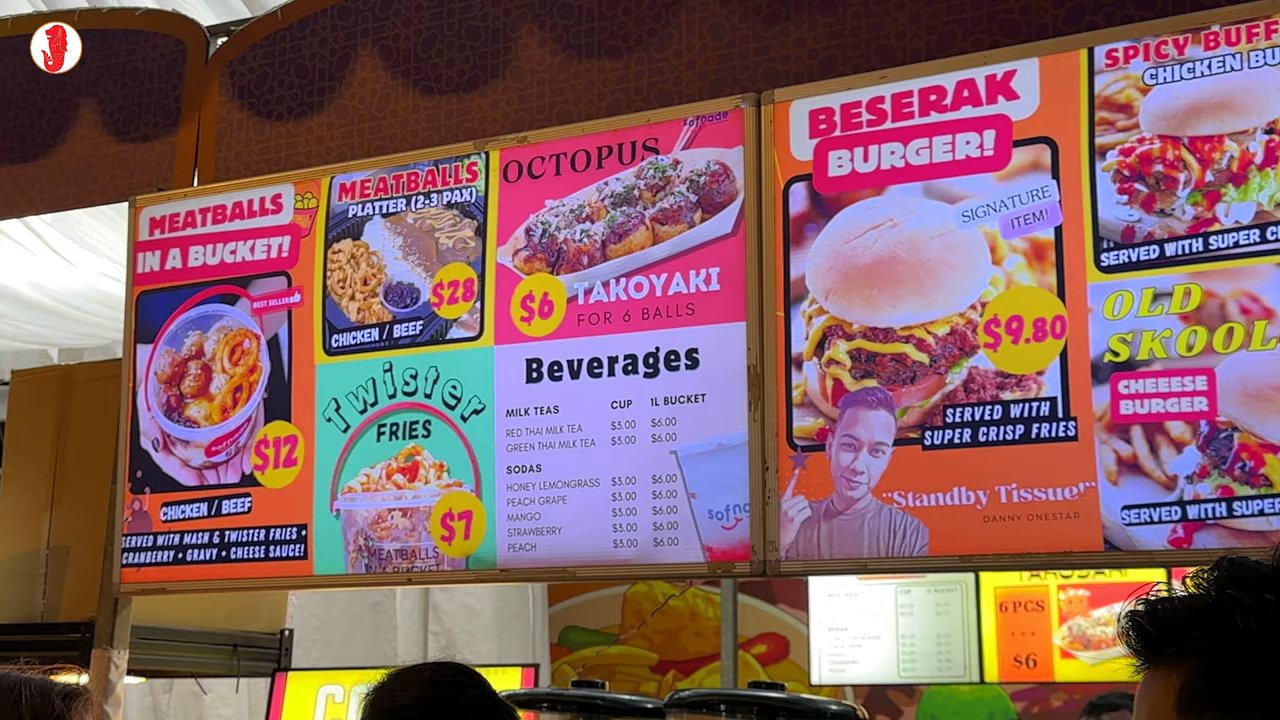 MEATBALLS
IN A BUCKET!
BEST SELLER
$12
CHICKEN / BEEF
SERVED WITH MASH & TWISTER FRIES +
CRANBERRY + GRAVY + CHEESE SAUCE!
MEATBALLS
PLATTER (2-3 PAX)
$28
CHICKEN / BEEF
Twister
FRIES
$7
MEATBALLS
IN A BUCKET
sofnade
OCTOPUS
$6
TAKOYAKI
FOR 6 BALLS
Beverages
MILK TEAS CUP 1L BUCKET
RED THAI MILK TEA $3.00 $6.00
GREEN THAI MILK TEA $3.00 $6.00
SODAS
HONEY LEMONGRASS $3.00 $6.00
PEACH GRAPE $3.00 $6.00
MANGO $3.00 $6.00
STRAWBERRY $3.00 $6.00
PEACH $3.00 $6.00
sofna
BESERAK
BURGER!
SIGNATURE
ITEM!
$9.80
SERVED WITH
SUPER CRISP FRIES
"Standby Tissue!"
DANNY ONESTAR
SPICY BUFF
CHICKEN BU
SERVED WITH SUPER C
OLD
SKOOL
CHEEESE
BURGER
SERVED WITH SUPER
CUP 1L BUCKET
6 PCS
$6